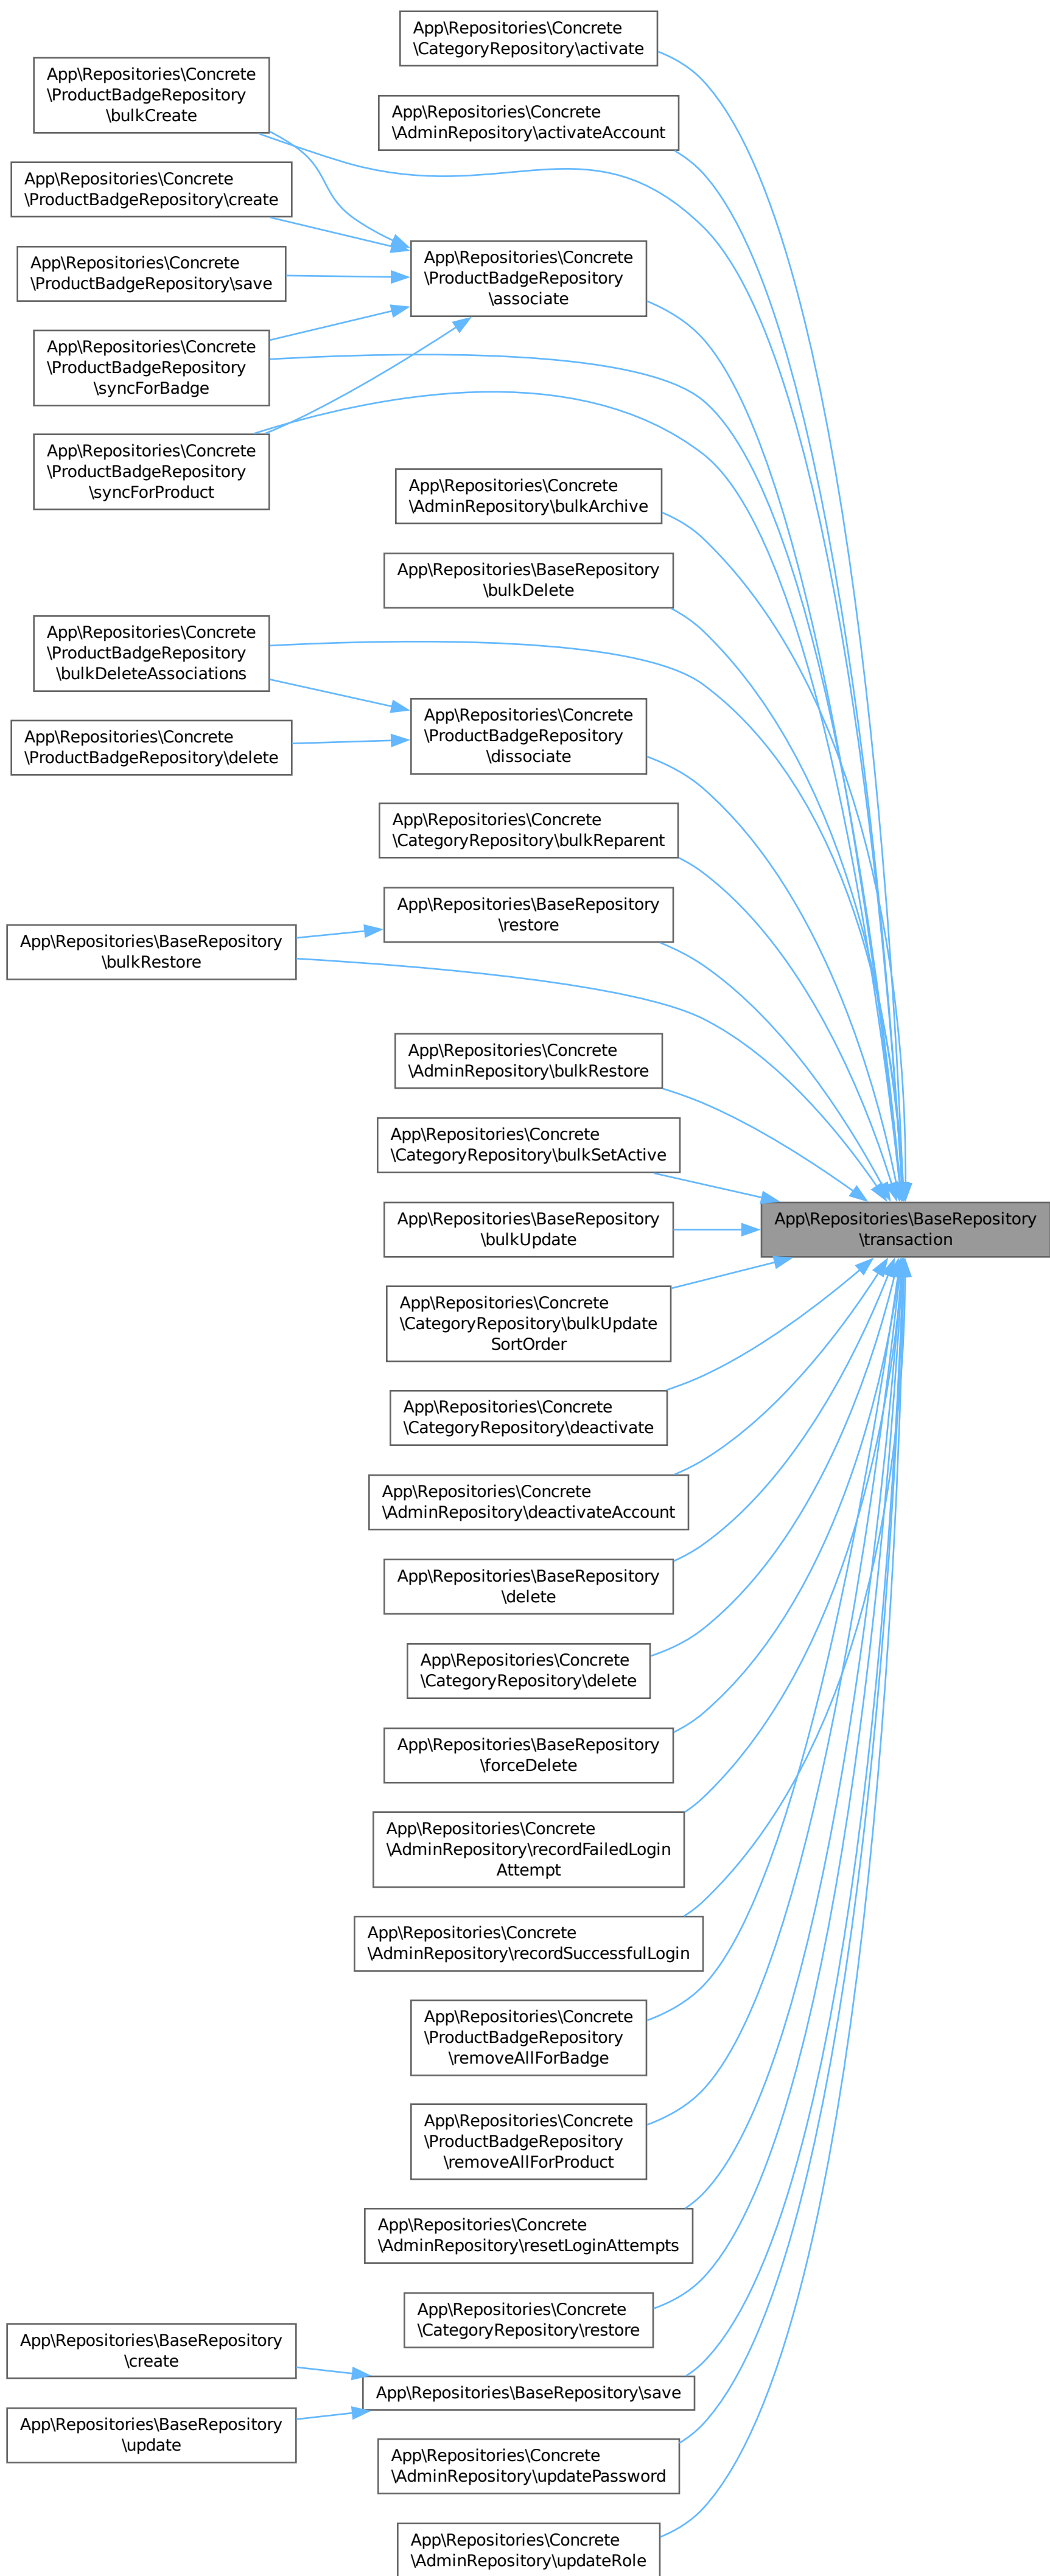 App\Repositories\Concrete
\CategoryRepository\activate
App\Repositories\Concrete
\ProductBadgeRepository
\bulkCreate
App\Repositories\Concrete
\AdminRepository\activateAccount
App\Repositories\Concrete
\ProductBadgeRepository\create
App\Repositories\Concrete
\ProductBadgeRepository\save
App\Repositories\Concrete
\ProductBadgeRepository
\associate
App\Repositories\Concrete
\ProductBadgeRepository
\syncForBadge
App\Repositories\Concrete
\ProductBadgeRepository
\syncForProduct
App\Repositories\Concrete
\AdminRepository\bulkArchive
App\Repositories\BaseRepository
\bulkDelete
App\Repositories\Concrete
\ProductBadgeRepository
\bulkDeleteAssociations
App\Repositories\Concrete
\ProductBadgeRepository
\dissociate
App\Repositories\Concrete
\ProductBadgeRepository\delete
App\Repositories\Concrete
\CategoryRepository\bulkReparent
App\Repositories\BaseRepository
\restore
App\Repositories\BaseRepository
\bulkRestore
App\Repositories\Concrete
\AdminRepository\bulkRestore
App\Repositories\Concrete
\CategoryRepository\bulkSetActive
App\Repositories\BaseRepository
\bulkUpdate
App\Repositories\BaseRepository
\transaction
App\Repositories\Concrete
\CategoryRepository\bulkUpdate
SortOrder
App\Repositories\Concrete
\CategoryRepository\deactivate
App\Repositories\Concrete
\AdminRepository\deactivateAccount
App\Repositories\BaseRepository
\delete
App\Repositories\Concrete
\CategoryRepository\delete
App\Repositories\BaseRepository
\forceDelete
App\Repositories\Concrete
\AdminRepository\recordFailedLogin
Attempt
App\Repositories\Concrete
\AdminRepository\recordSuccessfulLogin
App\Repositories\Concrete
\ProductBadgeRepository
\removeAllForBadge
App\Repositories\Concrete
\ProductBadgeRepository
\removeAllForProduct
App\Repositories\Concrete
\AdminRepository\resetLoginAttempts
App\Repositories\Concrete
\CategoryRepository\restore
App\Repositories\BaseRepository
\create
App\Repositories\BaseRepository\save
App\Repositories\BaseRepository
\update
App\Repositories\Concrete
\AdminRepository\updatePassword
App\Repositories\Concrete
\AdminRepository\updateRole